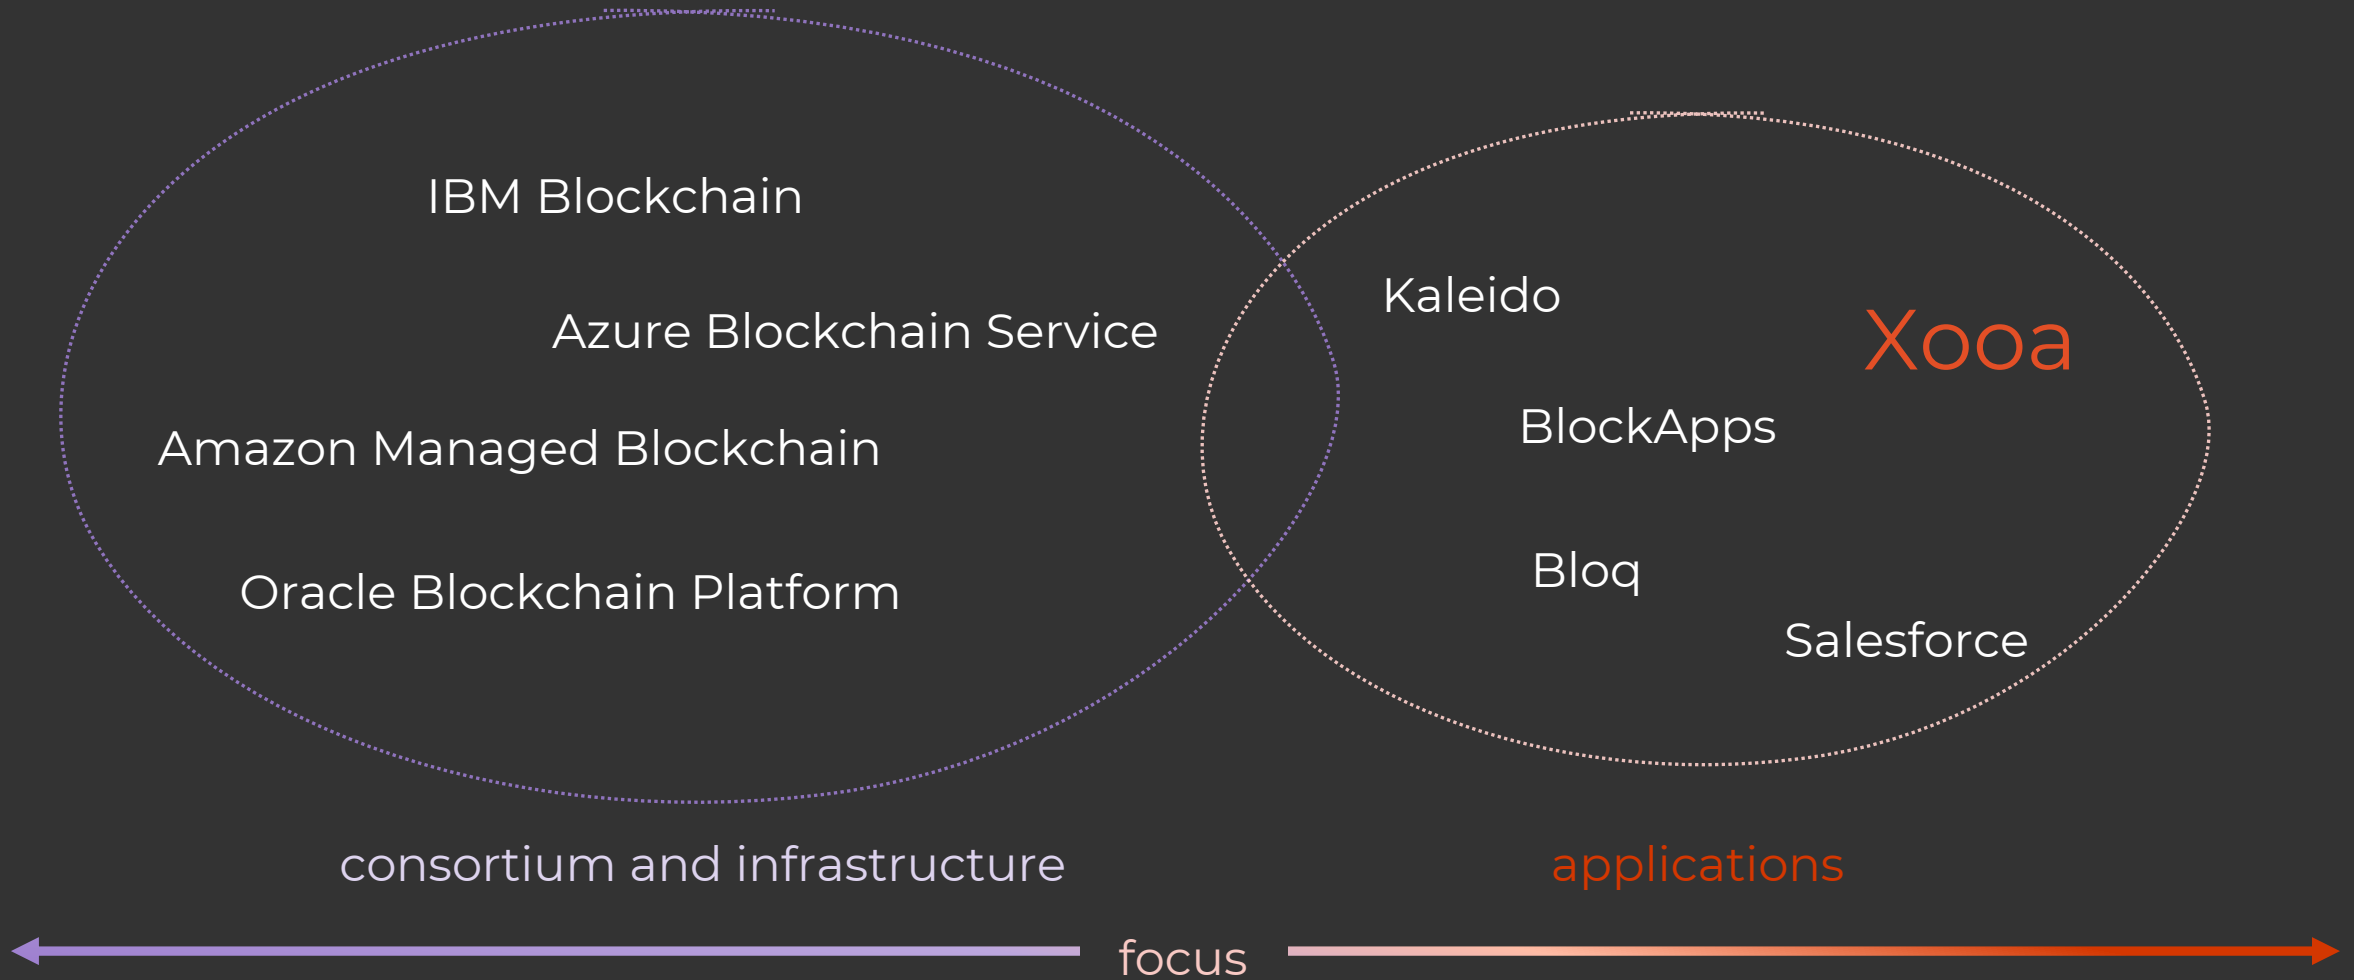 IBM Blockchain
Azure Blockchain Service
Amazon Managed Blockchain
Oracle Blockchain Platform
Kaleido
Xooa
BlockApps
Bloq
Salesforce
consortium and infrastructure
applications
focus